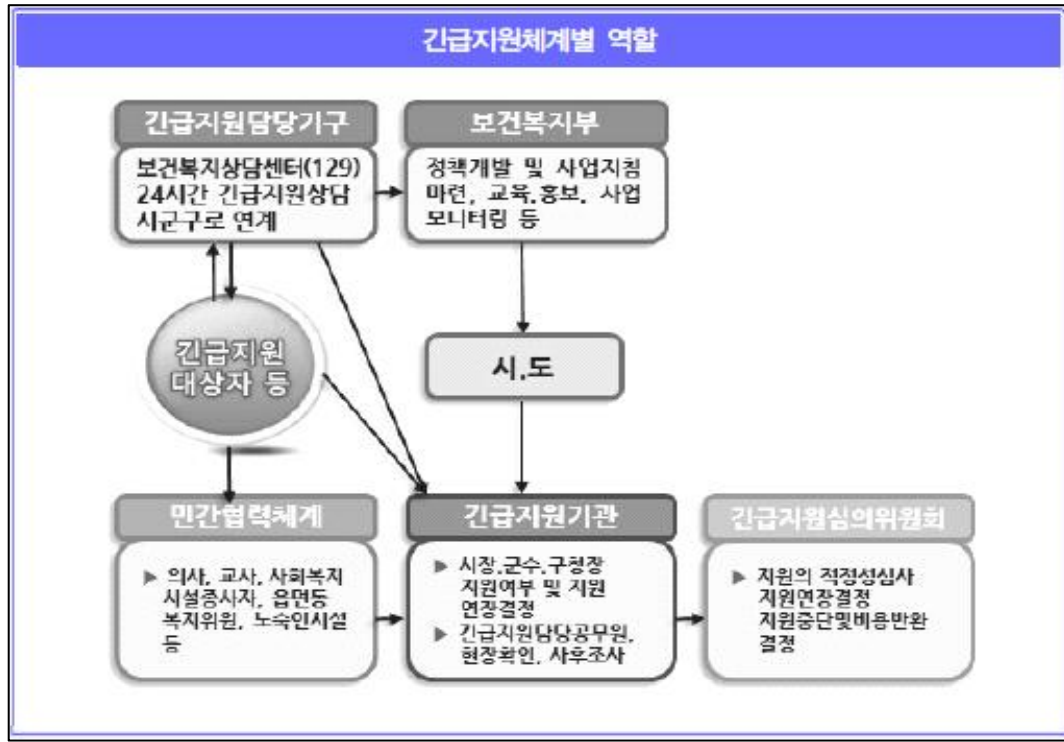 긴급지원체계별 역할
긴급지원담당기구
보건복지상담센터(129)
24시간 긴급지원상담
시군구로 연계
보건복지부
정책개발 및 사업지침
마련, 교육.홍보, 사업
모니터링 등
긴급지원
대상자 등
시.도
민간협력체계
▶ 의사, 교사, 사회복지
시설종사자, 읍면동
복지위원, 노숙인시설
등
긴급지원기관
▶ 시장.군수.구청장
지원여부 및 지원
연장결정
▶ 긴급지원담당공무원,
현장확인, 사후조사
긴급지원심의위원회
▶ 지원의 적정성심사
지원연장결정
지원중단및비용반환
결정